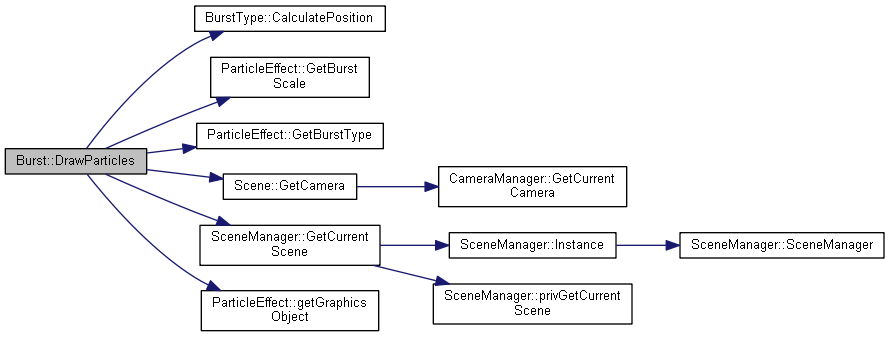 BurstType::CalculatePosition
ParticleEffect::GetBurst
Scale
ParticleEffect::GetBurstType
Burst::DrawParticles
Scene::GetCamera
CameraManager::GetCurrent
Camera
SceneManager::GetCurrent
Scene
SceneManager::Instance
SceneManager::SceneManager
SceneManager::privGetCurrent
Scene
ParticleEffect::getGraphics
Object